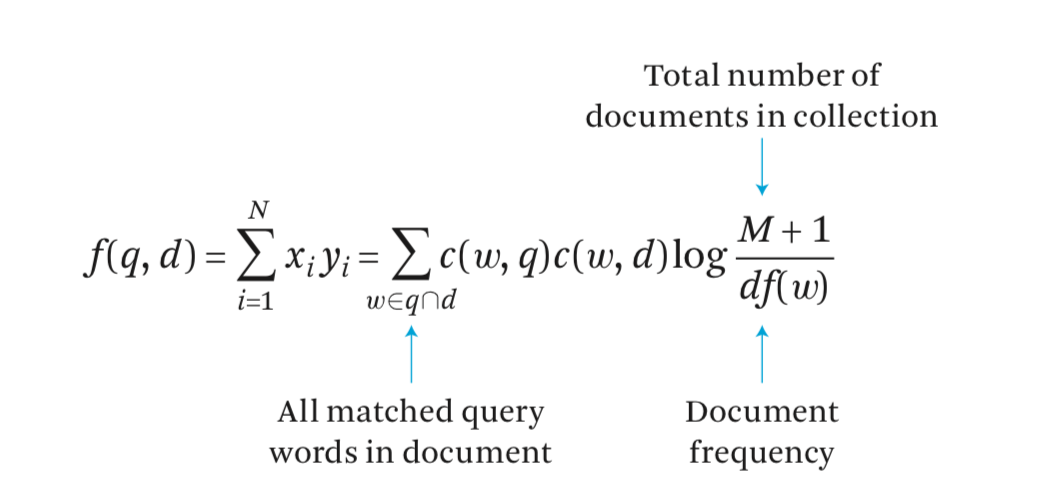 Total number of
documents in collection
f(q, d) = ∑_{i=1}^{N} x_i y_i = ∑_{w∈q∩d} c(w, q)c(w, d) log \frac{M + 1}{df(w)}
All matched query
words in document
Document
frequency